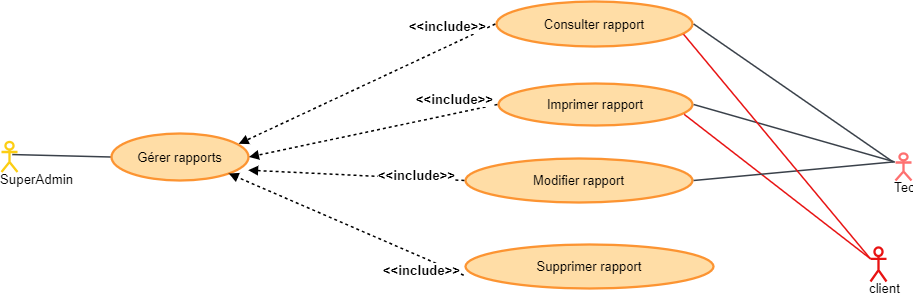 Consulter rapport
<<include>>
<<include>>
Imprimer rapport
Gérer rapports
SuperAdmin
<<include>>
Modifier rapport
Tec
<<include>>
Supprimer rapport
client